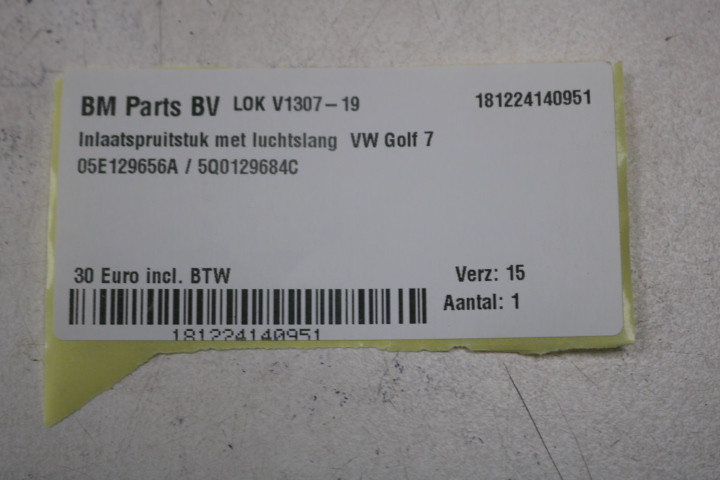 BM Parts BV LOK V1307-19 181224140951
Inlaatspruitstuk met luchtslang VW Golf 7
05E129656A / 5Q0129684C
30 Euro incl. BTW Verz: 15
Aantal: 1
181224140951